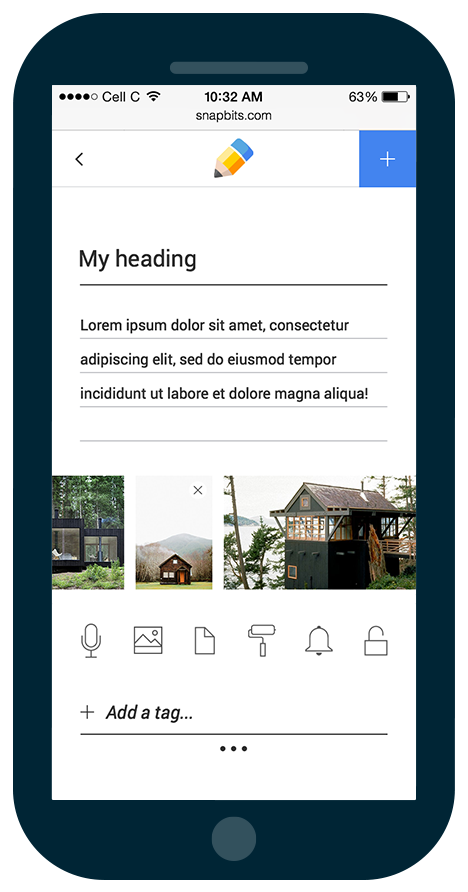 Cell C 10:32 AM 63%
snapbits.com
My heading
Lorem ipsum dolor sit amet, consectetur
adipiscing elit, sed do eiusmod tempor
incididunt ut labore et dolore magna aliqua!
Add a tag...